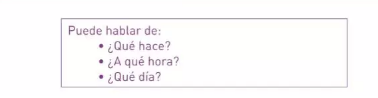 Puede hablar de:
• ¿Qué hace?
• ¿A qué hora?
• ¿Qué día?